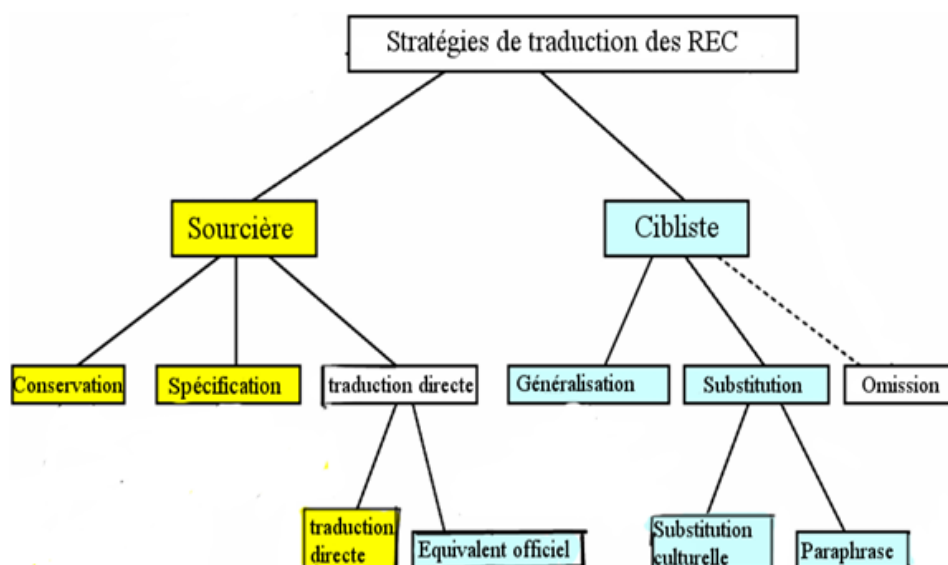 Stratégies de traduction des REC
Sourcière
Cibliste
Conservation
Spécification
traduction directe
Généralisation
Substitution
Omission
traduction
directe
Equivalent officiel
Substitution
culturelle
Paraphrase